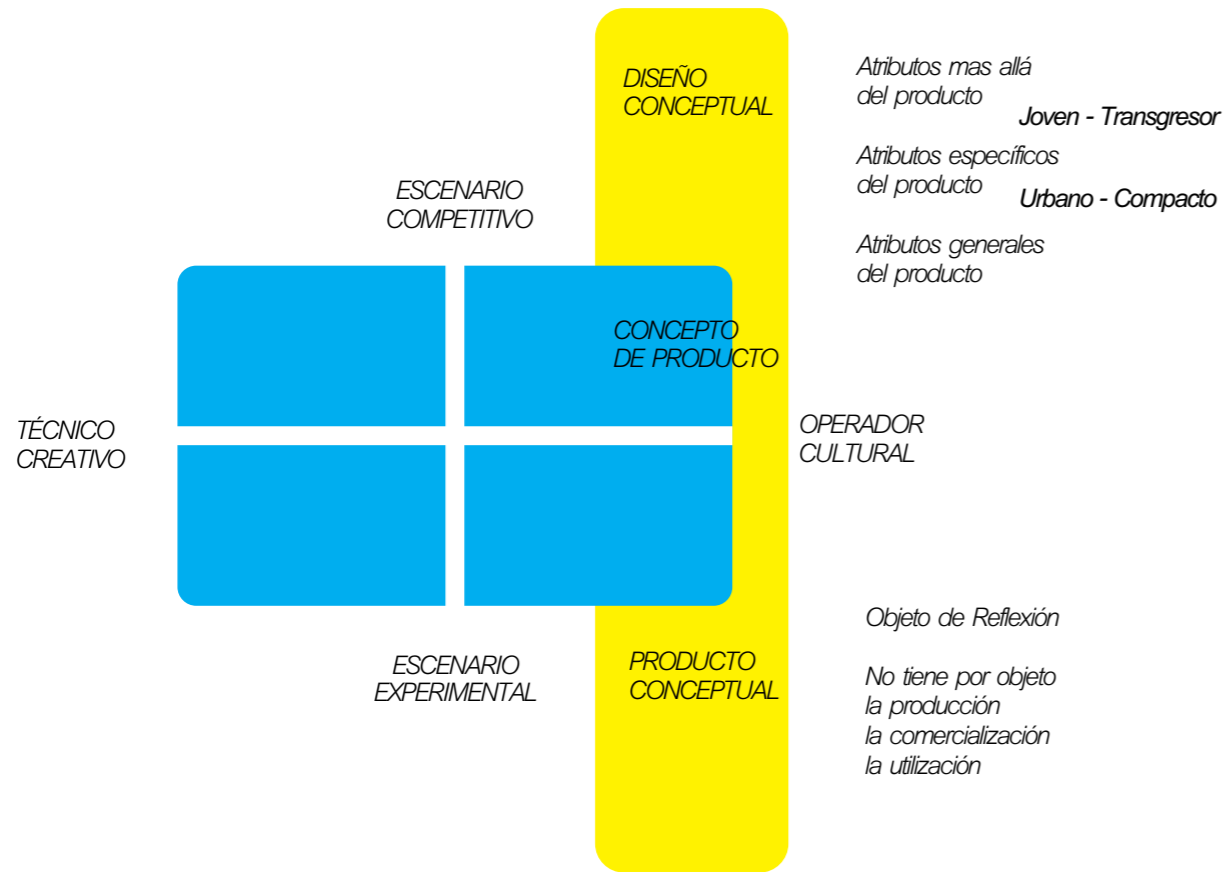 DISEÑO
CONCEPTUAL
Atributos mas allá
del producto
Joven - Transgresor
Atributos específicos
del producto
Urbano - Compacto
Atributos generales
del producto
ESCENARIO
COMPETITIVO
CONCEPTO
DE PRODUCTO
TÉCNICO
CREATIVO
OPERADOR
CULTURAL
ESCENARIO
EXPERIMENTAL
PRODUCTO
CONCEPTUAL
Objeto de Reflexión
No tiene por objeto
la producción
la comercialización
la utilización